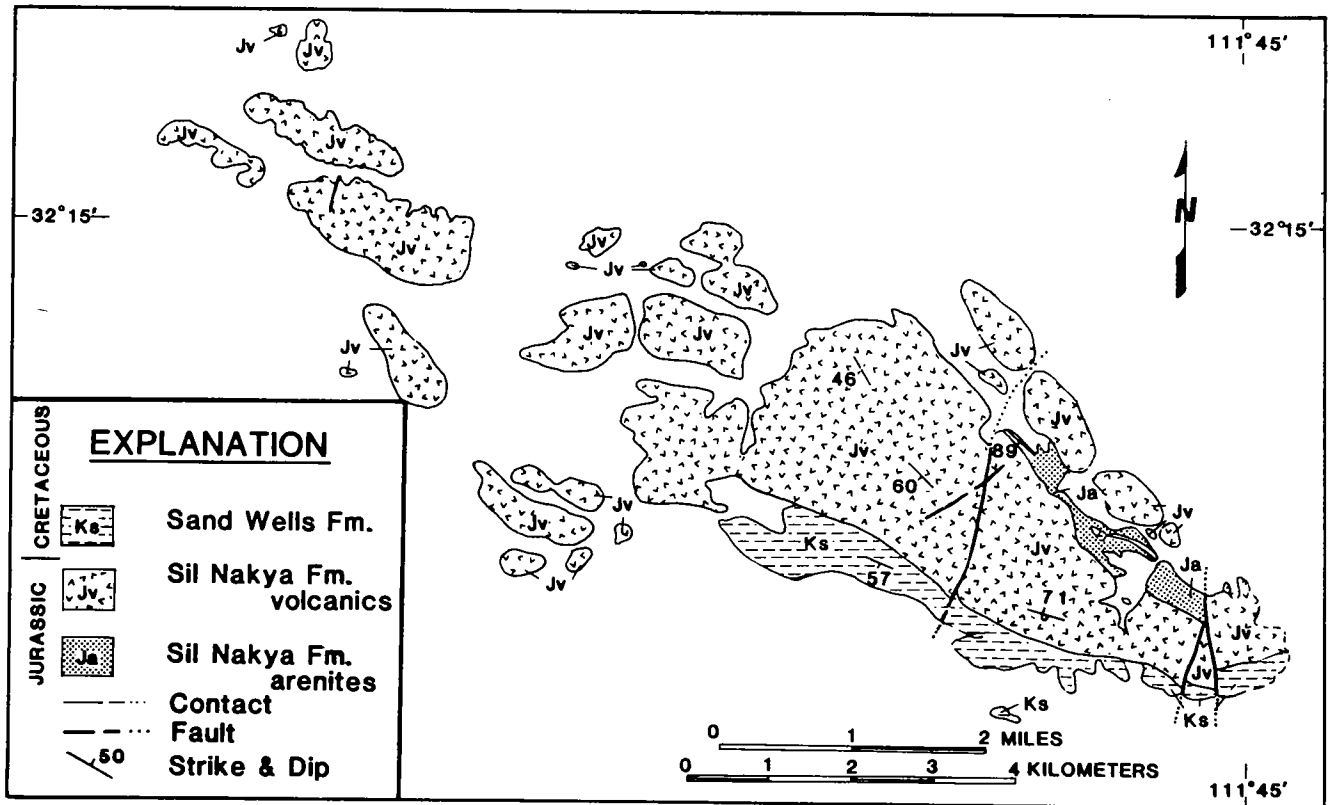 111° 45'
Jv
Jv
Jv
Jv
N
32° 15'
32° 15'
Jv
Jv
Jv
Jv
Jv
Jv
Jv
Jv
Jv
46
Jv
Jv
89
60
Ja
Jv
Jv
Jv
Jv
Ks
57
Jv
71
Ja
Jv
Jv
Ks
Ks
EXPLANATION
CRETACEOUS
Ks Sand Wells Fm.
JURASSIC
Jv Sil Nakya Fm.
volcanics
Ja Sil Nakya Fm.
arenites
Contact
Fault
50 Strike & Dip
0 1 2 MILES
0 1 2 3 4 KILOMETERS
111° 45'